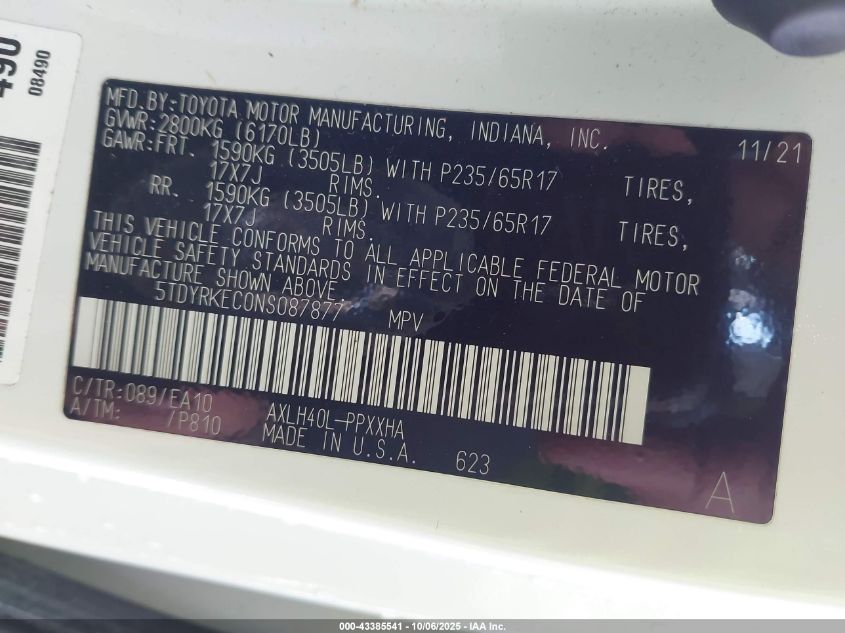 490
08490
MFD.BY:TOYOTA MOTOR MANUFACTURING, INDIANA, INC. 11/21
GVWR:2800KG (6170LB)
GAWR:FRT. 1590KG (3505LB) WITH P235/65R17 TIRES,
17X7J RIMS.
RR. 1590KG (3505LB) WITH P235/65R17 TIRES,
17X7J RIMS.
THIS VEHICLE CONFORMS TO ALL APPLICABLE FEDERAL MOTOR
VEHICLE SAFETY STANDARDS IN EFFECT ON THE DATE OF
MANUFACTURE SHOWN ABOVE.
5TDYRKEC0NS087877 MPV
C/TR:089/EA10 AXLH40L-PPXXHA
A/TM: /P810 MADE IN U.S.A. 623
A
000-43385541 - 10/06/2025 - IAA Inc.